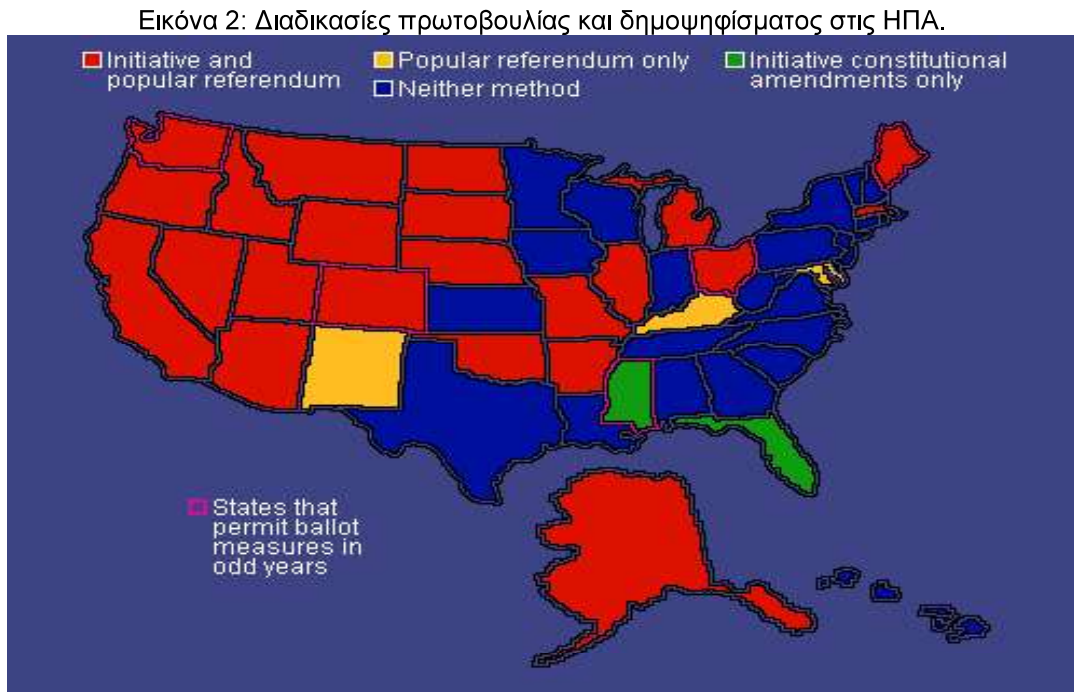 Εικόνα 2: Διαδικασίες πρωτοβουλίας και δημοψηφίσματος στις ΗΠΑ.
Initiative and
popular referendum
Popular referendum only
Neither method
Initiative constitutional
amendments only
States that
permit ballot
measures in
odd years